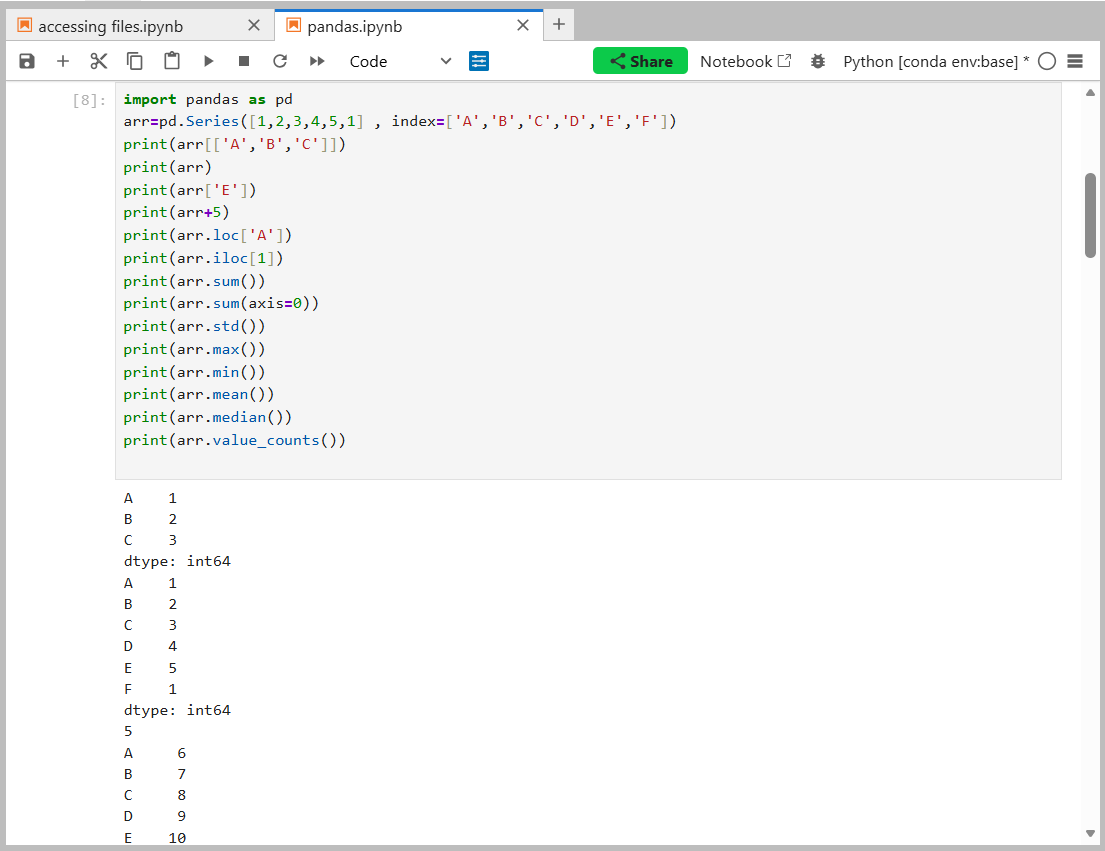 accessing files.ipynb
pandas.ipynb
Code
Share
Notebook
Python [conda env:base] *
[8]:
import pandas as pd
arr=pd.Series([1,2,3,4,5,1] , index=['A','B','C','D','E','F'])
print(arr[['A','B','C']])
print(arr)
print(arr['E'])
print(arr+5)
print(arr.loc['A'])
print(arr.iloc[1])
print(arr.sum())
print(arr.sum(axis=0))
print(arr.std())
print(arr.max())
print(arr.min())
print(arr.mean())
print(arr.median())
print(arr.value_counts())
A    1
B    2
C    3
dtype: int64
A    1
B    2
C    3
D    4
E    5
F    1
dtype: int64
5
A     6
B     7
C     8
D     9
E    10